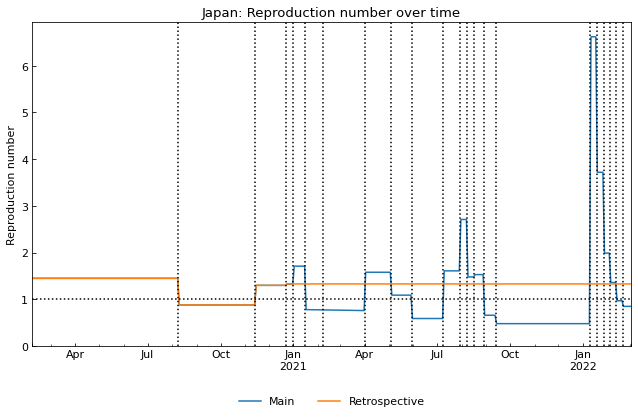 Japan: Reproduction number over time
Reproduction number
6
5
4
3
2
1
0
Apr
Jul
Oct
Jan
2021
Apr
Jul
Oct
Jan
2022
Main
Retrospective